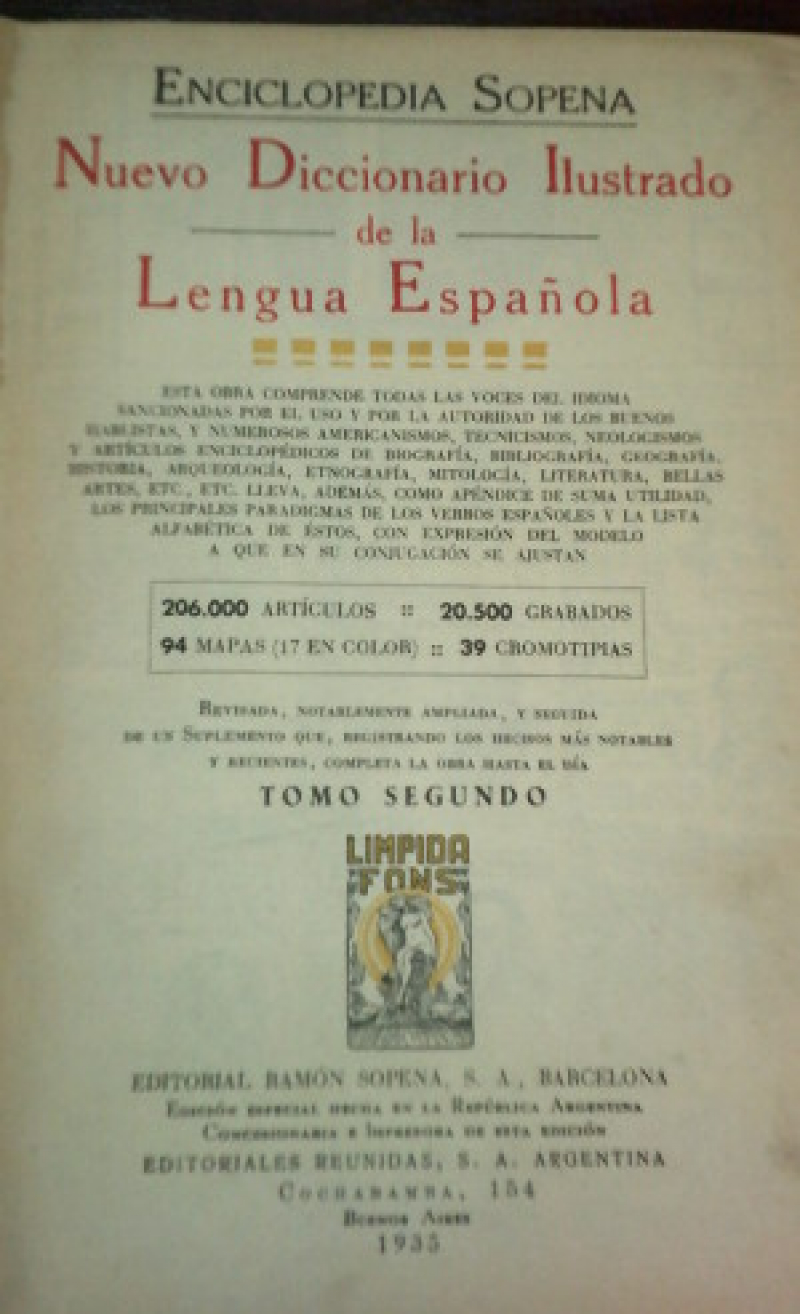 ENCICLOPEDIA SOPENA
Nuevo Diccionario Ilustrado
de la
Lengua Española
ESTA OBRA COMPRENDE TODAS LAS VOCES DEL IDIOMA
SANCIONADAS POR EL USO Y POR LA AUTORIDAD DE LOS BUENOS
HABLISTAS, Y NUMEROSOS AMERICANISMOS, TECNICISMOS, NEOLOGISMOS
Y ARTÍCULOS ENCICLOPÉDICOS DE BIOGRAFÍA, BIBLIOGRAFÍA, GEOGRAFÍA,
HISTORIA, ARQUEOLOGÍA, ETNOGRAFÍA, MITOLOGÍA, LITERATURA, BELLAS
ARTES, ETC., ETC. LLEVA, ADEMÁS, COMO APÉNDICE DE SUMA UTILIDAD,
LOS PRINCIPALES PARADIGMAS DE LOS VERBOS ESPAÑOLES Y LA LISTA
ALFABÉTICA DE ÉSTOS, CON EXPRESIÓN DEL MODELO
A QUE EN SU CONJUGACIÓN SE AJUSTAN
206.000 ARTÍCULOS :: 20.500 GRABADOS
94 MAPAS (17 EN COLOR) :: 39 CROMOTIPIAS
REVISADA, NOTABLEMENTE AMPLIADA, Y SEGUIDA
DE UN SUPLEMENTO QUE, REGISTRANDO LOS HECHOS MÁS NOTABLES
Y RECIENTES, COMPLETA LA OBRA HASTA EL DÍA
TOMO SEGUNDO
LIMPIDA
FONS
EDITORIAL RAMÓN SOPENA, S. A., BARCELONA
EDICIÓN ESPECIAL HECHA EN LA REPÚBLICA ARGENTINA
CONCESIONARIA E IMPRESORA DE ESTA EDICIÓN
EDITORIALES REUNIDAS, S. A. ARGENTINA
COCHABAMBA, 154
BUENOS AIRES
1935